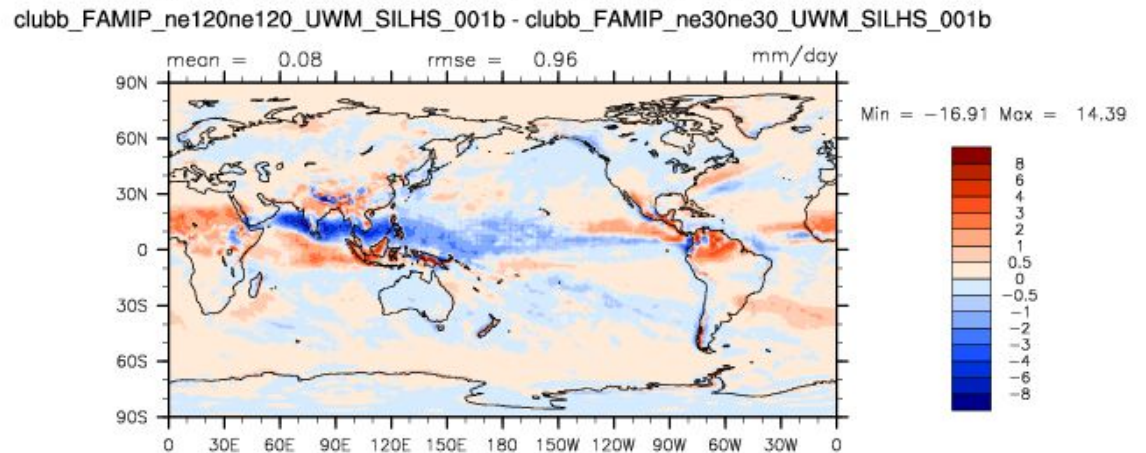 clubb_FAMIP_ne120ne120_UWM_SILHS_001b - clubb_FAMIP_ne30ne30_UWM_SILHS_001b
mean = 0.08 rmse = 0.96 mm/day
Min = -16.91 Max = 14.39
90N
60N
30N
0
30S
60S
90S
0 30E 60E 90E 120E 150E 180 150W 120W 90W 60W 30W 0
8
6
4
3
2
1
0.5
0
-0.5
-1
-2
-3
-4
-6
-8